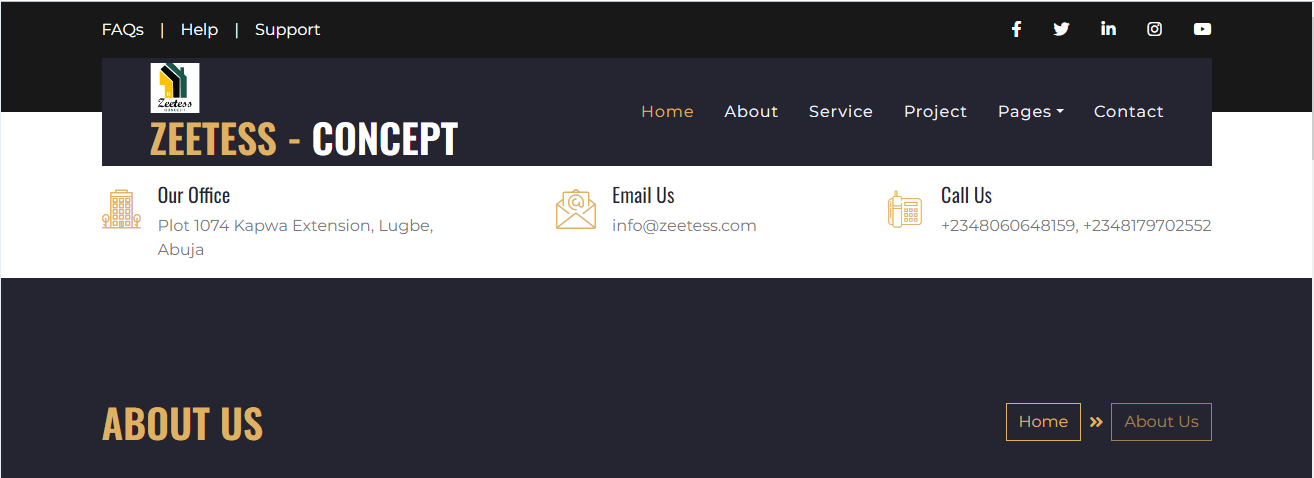 FAQs | Help | Support
Zeetess
CONCEPT
ZEETESS - CONCEPT
Home About Service Project Pages Contact
Our Office
Plot 1074 Kapwa Extension, Lugbe,
Abuja
Email Us
info@zeetess.com
Call Us
+2348060648159, +2348179702552
ABOUT US
Home » About Us